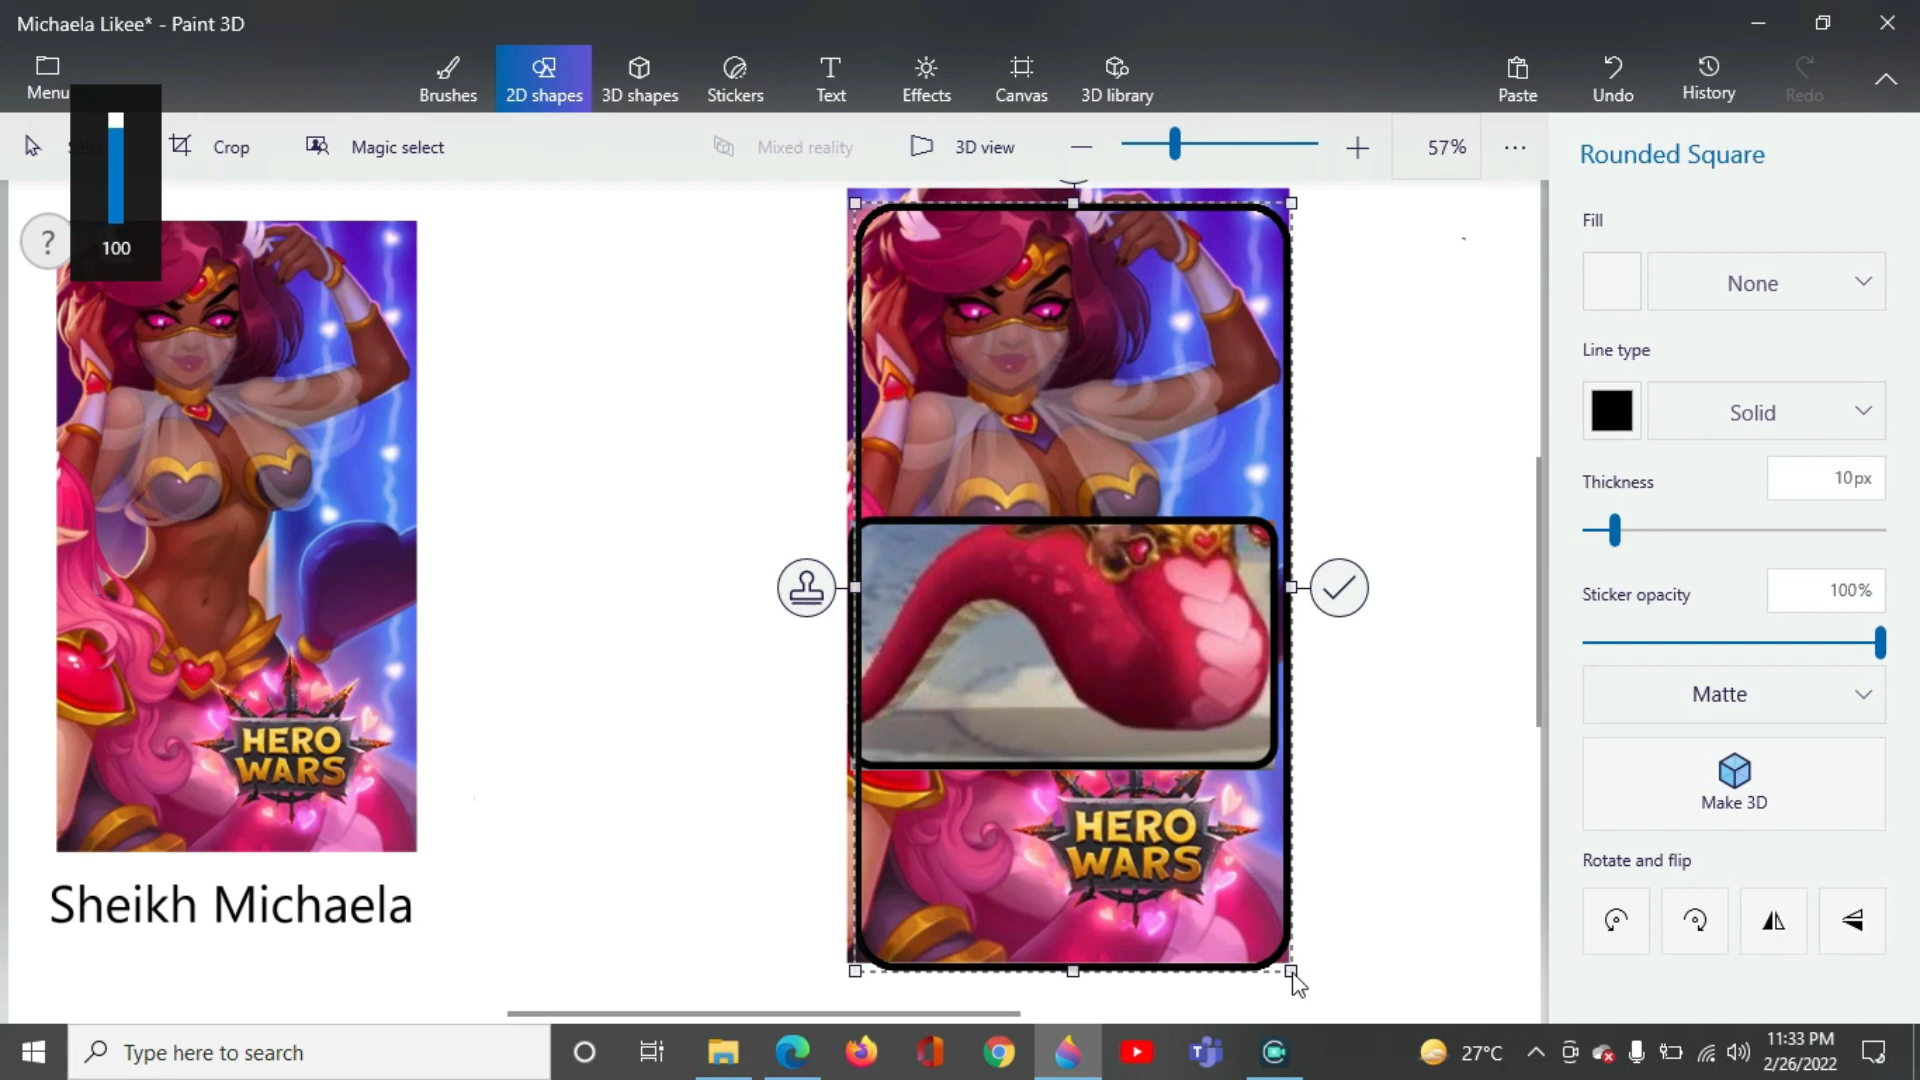 Michaela Likee* - Paint 3D
Menu
Brushes
2D shapes
3D shapes
Stickers
Text
Effects
Canvas
3D library
Paste
Undo
History
Redo
Select
Crop
Magic select
Mixed reality
3D view
57%
?
100
Rounded Square
Fill
None
Line type
Solid
Thickness
10px
Sticker opacity
100%
Matte
Make 3D
Rotate and flip
HERO
WARS
HERO
WARS
Sheikh Michaela
Type here to search
27°C
11:33 PM
2/26/2022